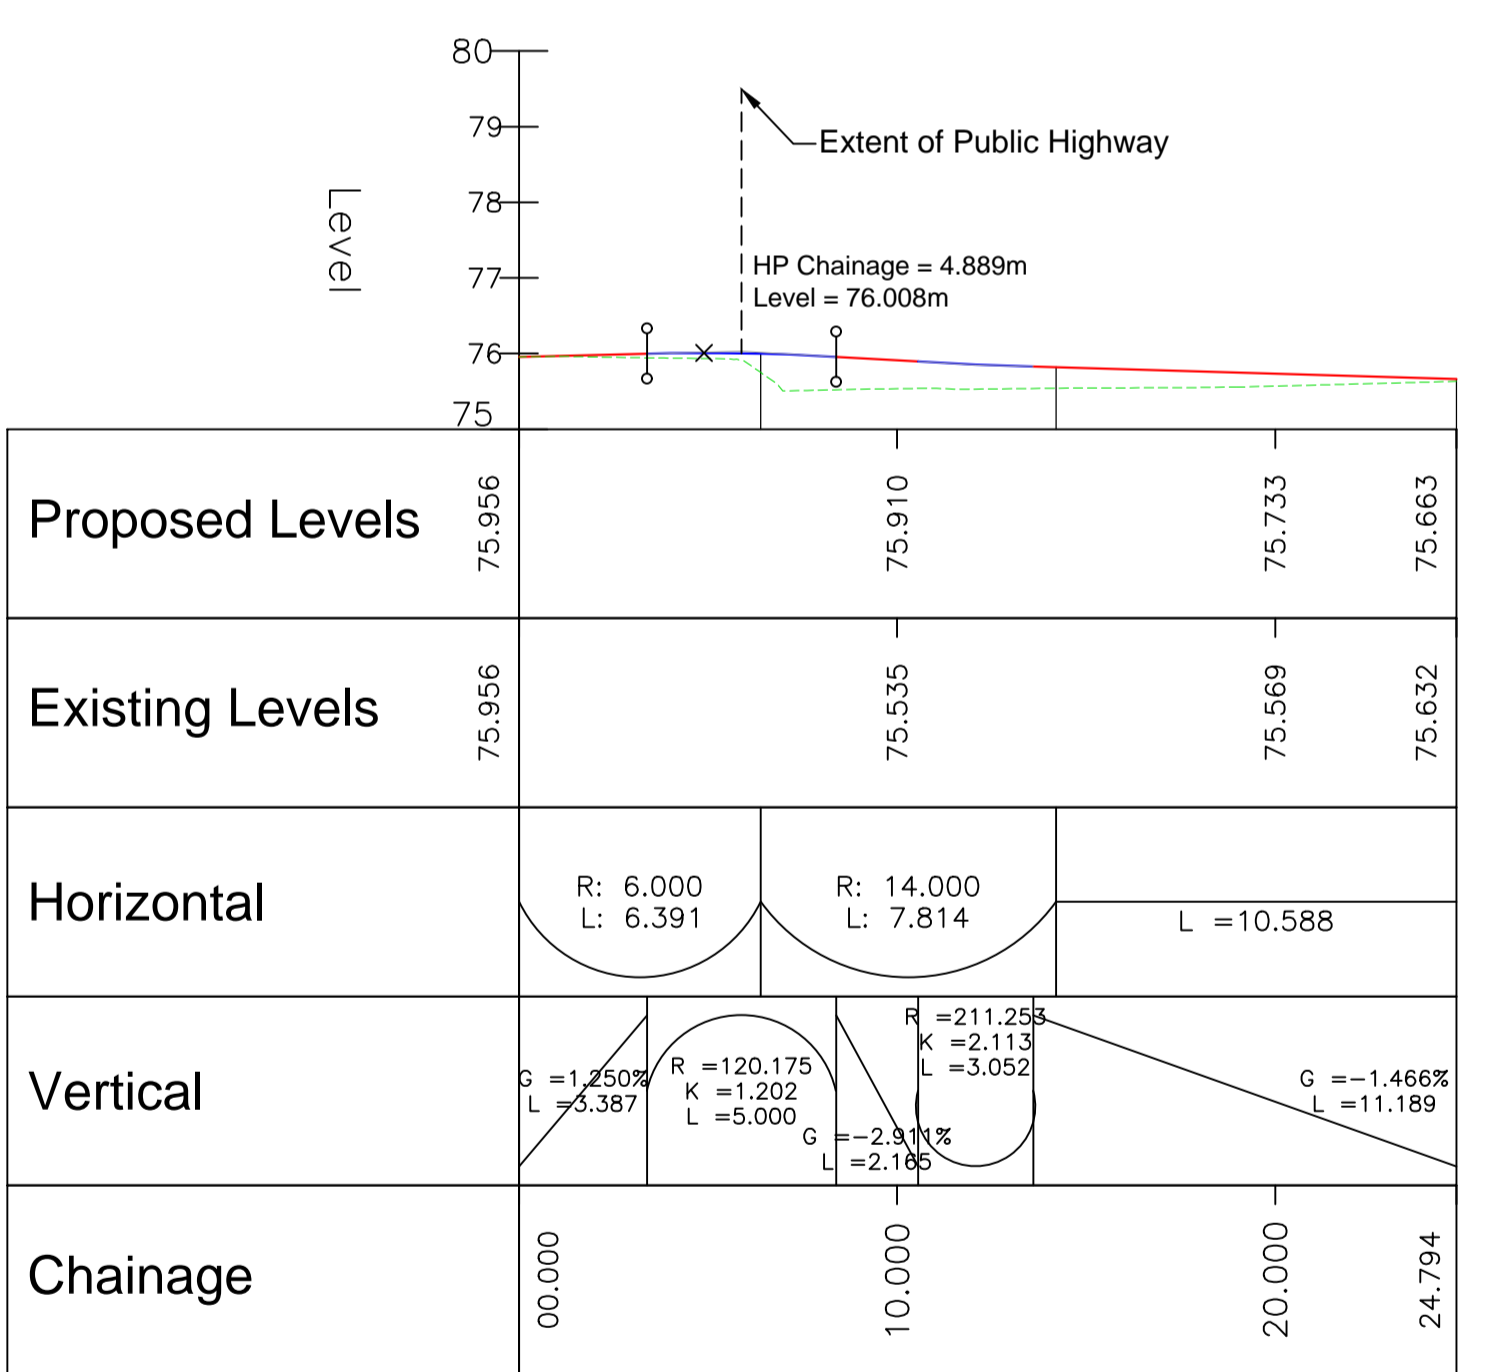 80
79
78
77
76
75
Level
Extent of Public Highway
HP Chainage = 4.889m
Level = 76.008m
Proposed Levels
75.956
75.910
75.733
75.663
Existing Levels
75.956
75.535
75.569
75.632
Horizontal
R: 6.000
L: 6.391
R: 14.000
L: 7.814
L =10.588
Vertical
G =1.250%
L =3.387
R =120.175
K =1.202
L =5.000
G =-2.911%
L =2.165
R =211.253
K =2.113
L =3.052
G =-1.466%
L =11.189
Chainage
00.000
10.000
20.000
24.794